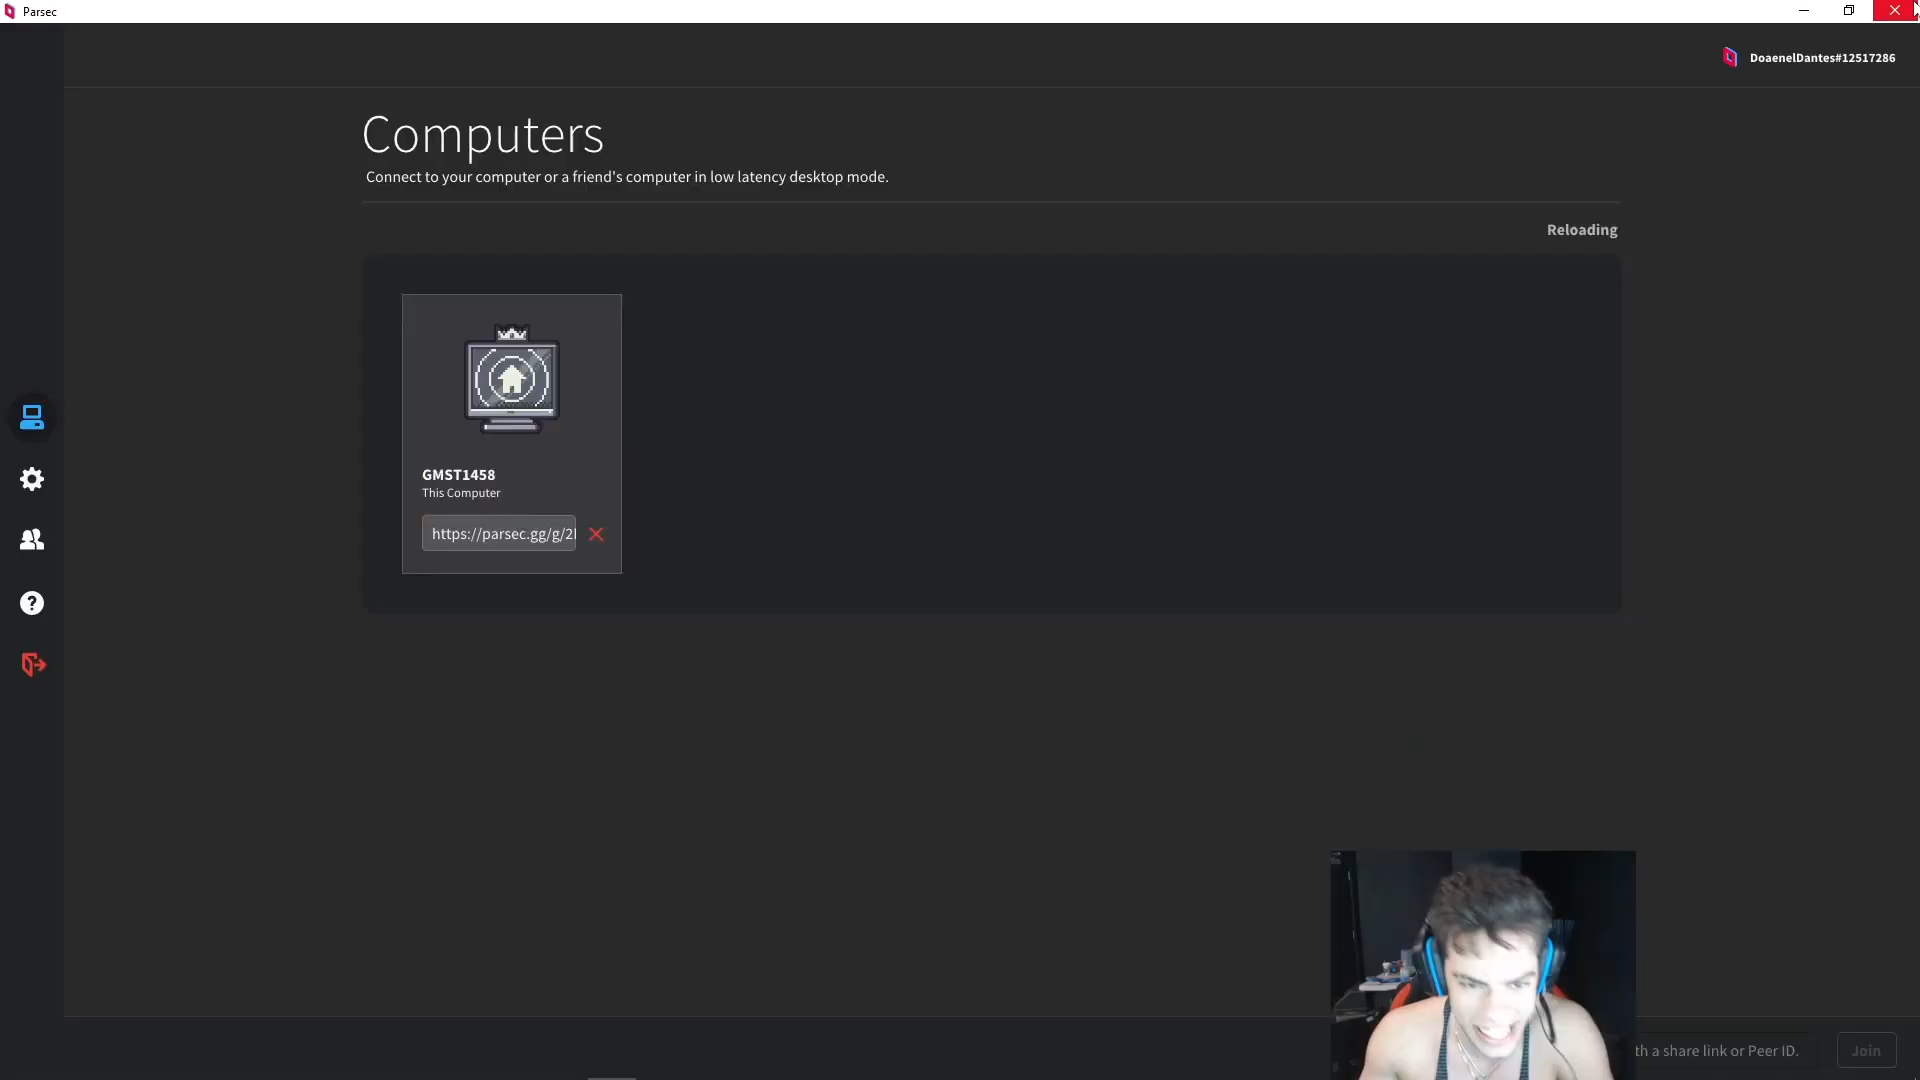 Parsec
DoaenelDantes#12517286
Computers
Connect to your computer or a friend's computer in low latency desktop mode.
Reloading
GMST1458
This Computer
https://parsec.gg/g/2
a share link or Peer ID.
Join